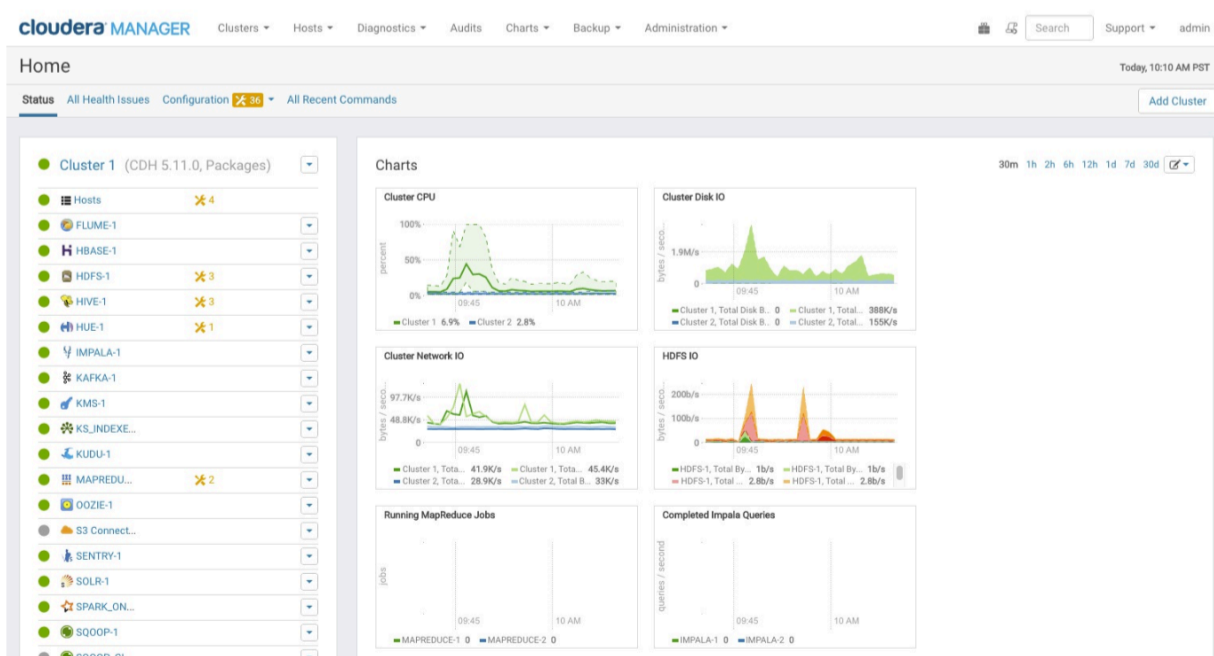 cloudera MANAGER Clusters Hosts Diagnostics Audits Charts Backup Administration Search Support admin
Home Today, 10:10 AM PST
Status All Health Issues Configuration 36 All Recent Commands Add Cluster
Cluster 1 (CDH 5.11.0, Packages)
Hosts 4
FLUME-1
HBASE-1
HDFS-1 3
HIVE-1 3
HUE-1 1
IMPALA-1
KAFKA-1
KMS-1
KS_INDEXE...
KUDU-1
MAPREDU... 2
OOZIE-1
S3 Connect...
SENTRY-1
SOLR-1
SPARK_ON...
SQOOP-1
Charts 30m 1h 2h 6h 12h 1d 7d 30d
Cluster CPU
percent
100%
50%
0%
09:45 10 AM
Cluster 1 6.9% Cluster 2 2.8%
Cluster Disk IO
bytes / seco...
1.9M/s
0
09:45 10 AM
Cluster 1, Total Disk B... 0 Cluster 1, Total... 388K/s
Cluster 2, Total Disk B... 0 Cluster 2, Total... 155K/s
Cluster Network IO
bytes / seco...
97.7K/s
48.8K/s
0
09:45 10 AM
Cluster 1, Tota... 41.9K/s Cluster 1, Tota... 45.4K/s
Cluster 2, Tota... 28.9K/s Cluster 2, Total B... 33K/s
HDFS IO
bytes / seco...
200b/s
100b/s
0
09:45 10 AM
HDFS-1, Total By... 1b/s HDFS-1, Total By... 1b/s
HDFS-1, Total ... 2.8b/s HDFS-1, Total ... 2.8b/s
Running MapReduce Jobs
jobs
09:45 10 AM
MAPREDUCE-1 0 MAPREDUCE-2 0
Completed Impala Queries
queries / second
09:45 10 AM
IMPALA-1 0 IMPALA-2 0